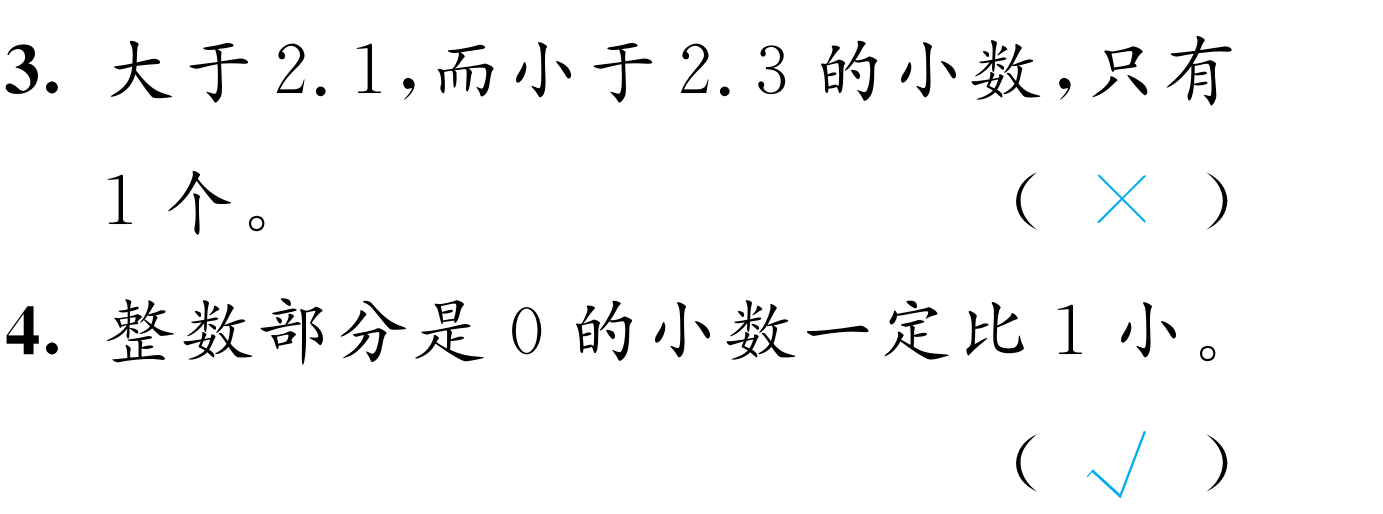 3. 大于 2.1,而小于 2.3 的小数,只有
1 个。 ( × )
4. 整数部分是 0 的小数一定比 1 小。
( √ )